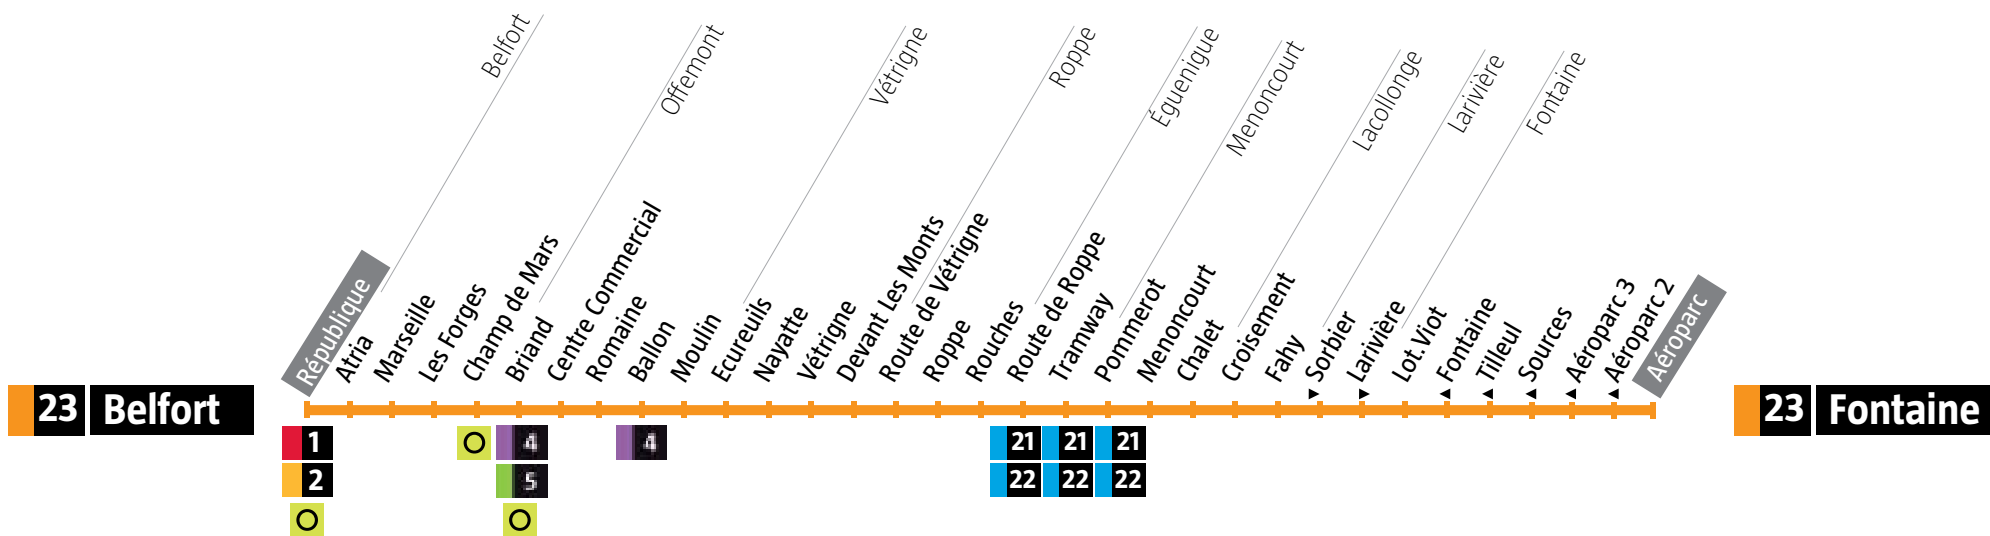 Belfort
Offemont
Vétrigne
Roppe
Éguenigue
Menoncourt
Lacollonge
Larivière
Fontaine
République
Atria
Marseille
Les Forges
Champ de Mars
Briand
Centre Commercial
Romaine
Ballon
Moulin
Ecureuils
Nayatte
Vétrigne
Devant Les Monts
Route de Vétrigne
Roppe
Rouches
Route de Roppe
Tramway
Pommerot
Menoncourt
Chalet
Croisement
Fahy
Sorbier
Larivière
Lot.Viot
Fontaine
Tilleul
Sources
Aéroparc 3
Aéroparc 2
Aéroparc
23 Belfort
23 Fontaine
1
O
4
4
21
21
21
2
5
22
22
22
O
O